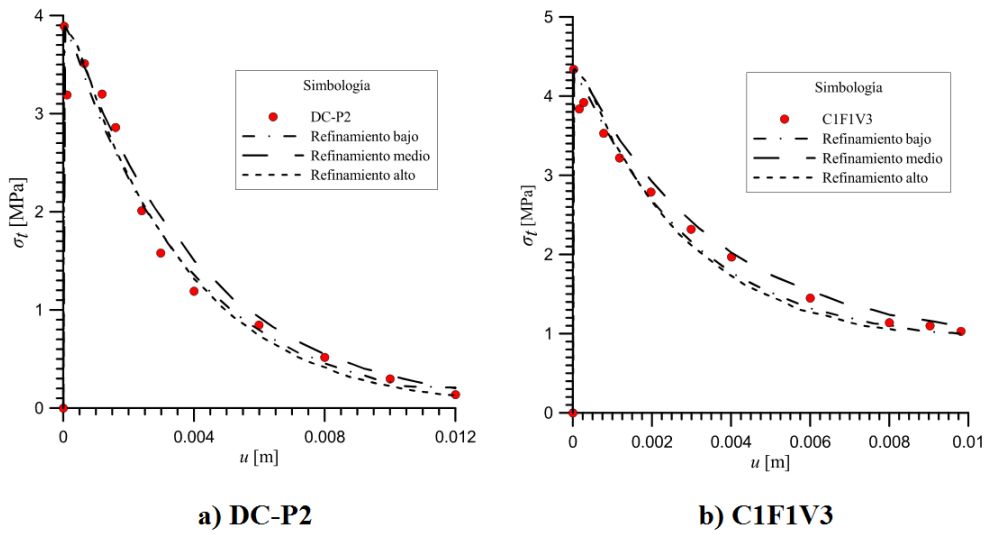 4
3
2
1
0
σt [MPa]
0
0.004
0.008
0.012
u [m]
Simbología
DC-P2
Refinamiento bajo
Refinamiento medio
Refinamiento alto
a) DC-P2
5
4
3
2
1
0
σt [MPa]
0
0.002
0.004
0.006
0.008
0.01
u [m]
Simbología
C1F1V3
Refinamiento bajo
Refinamiento medio
Refinamiento alto
b) C1F1V3